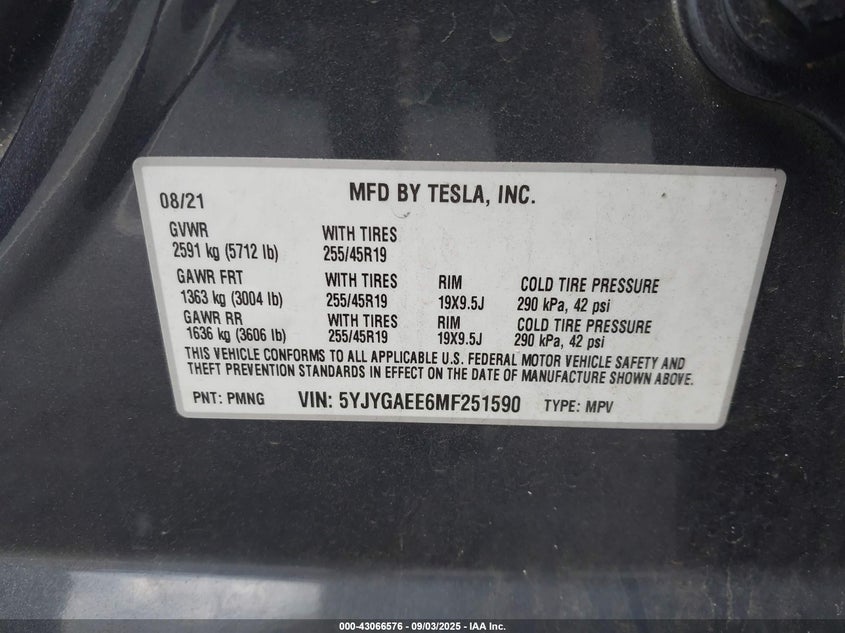 08/21 MFD BY TESLA, INC.
GVWR WITH TIRES
2591 kg (5712 lb) 255/45R19
GAWR FRT WITH TIRES RIM COLD TIRE PRESSURE
1363 kg (3004 lb) 255/45R19 19X9.5J 290 kPa, 42 psi
GAWR RR WITH TIRES RIM COLD TIRE PRESSURE
1636 kg (3606 lb) 255/45R19 19X9.5J 290 kPa, 42 psi
THIS VEHICLE CONFORMS TO ALL APPLICABLE U.S. FEDERAL MOTOR VEHICLE SAFETY AND
THEFT PREVENTION STANDARDS IN EFFECT ON THE DATE OF MANUFACTURE SHOWN ABOVE.
PNT: PMNG VIN: 5YJYGAEE6MF251590 TYPE: MPV
000-43066576 - 09/03/2025 - IAA Inc.